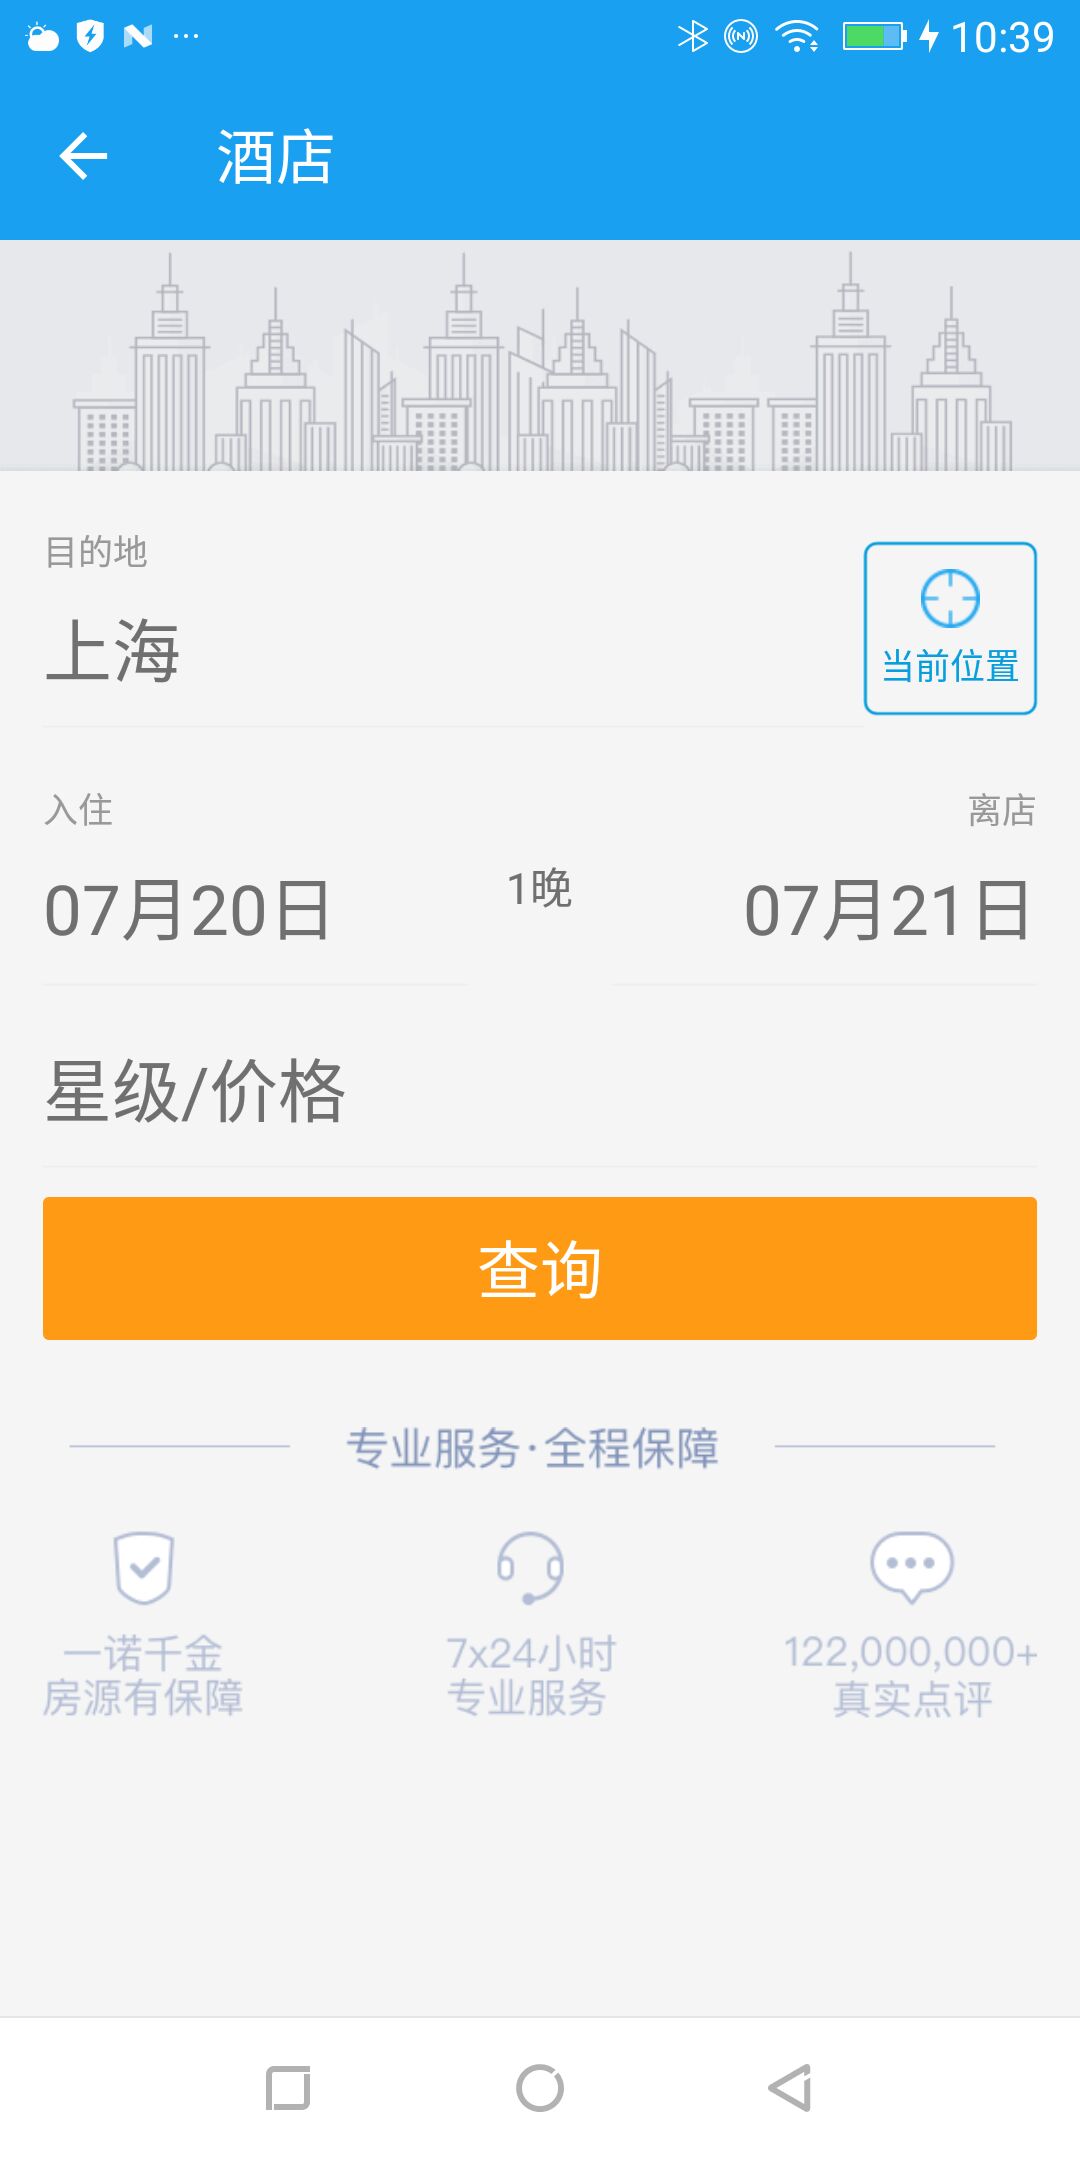 10:39
酒店
目的地
上海
当前位置
入住
离店
07月20日
1晚
07月21日
星级/价格
查询
专业服务·全程保障
一诺千金
房源有保障
7x24小时
专业服务
122,000,000+
真实点评